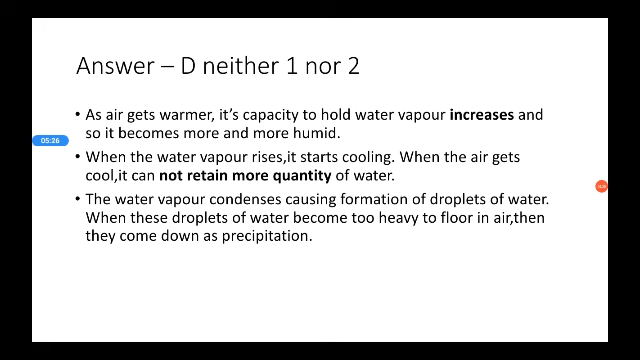 Answer – D neither 1 nor 2
• As air gets warmer, it's capacity to hold water vapour increases and
so it becomes more and more humid.
05:26
• When the water vapour rises,it starts cooling. When the air gets
cool,it can not retain more quantity of water.
• The water vapour condenses causing formation of droplets of water.
When these droplets of water become too heavy to floor in air,then
they come down as precipitation.